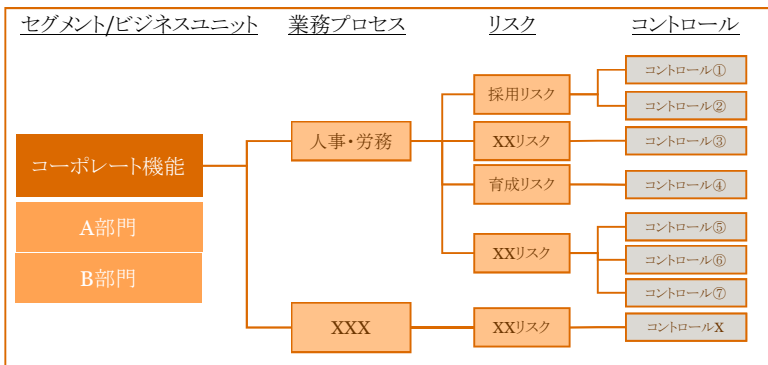 セグメント/ビジネスユニット 業務プロセス リスク コントロール
コーポレート機能
A部門
B部門
人事・労務
XXX
採用リスク
XXリスク
育成リスク
XXリスク
XXリスク
コントロール①
コントロール②
コントロール③
コントロール④
コントロール⑤
コントロール⑥
コントロール⑦
コントロールX